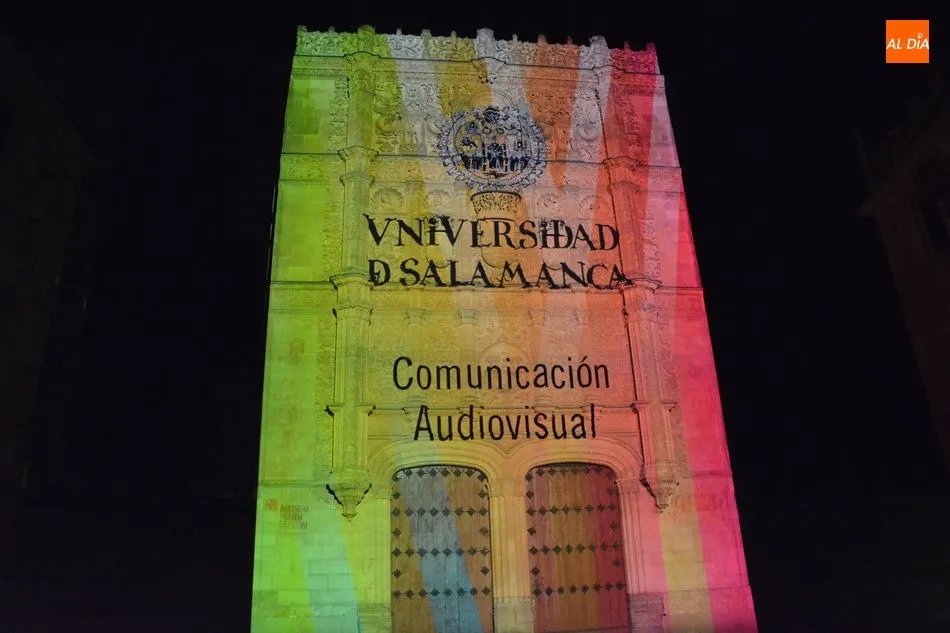 AL DÍA
VNIVERSIDAD
D SALAMANCA
Comunicación
Audiovisual